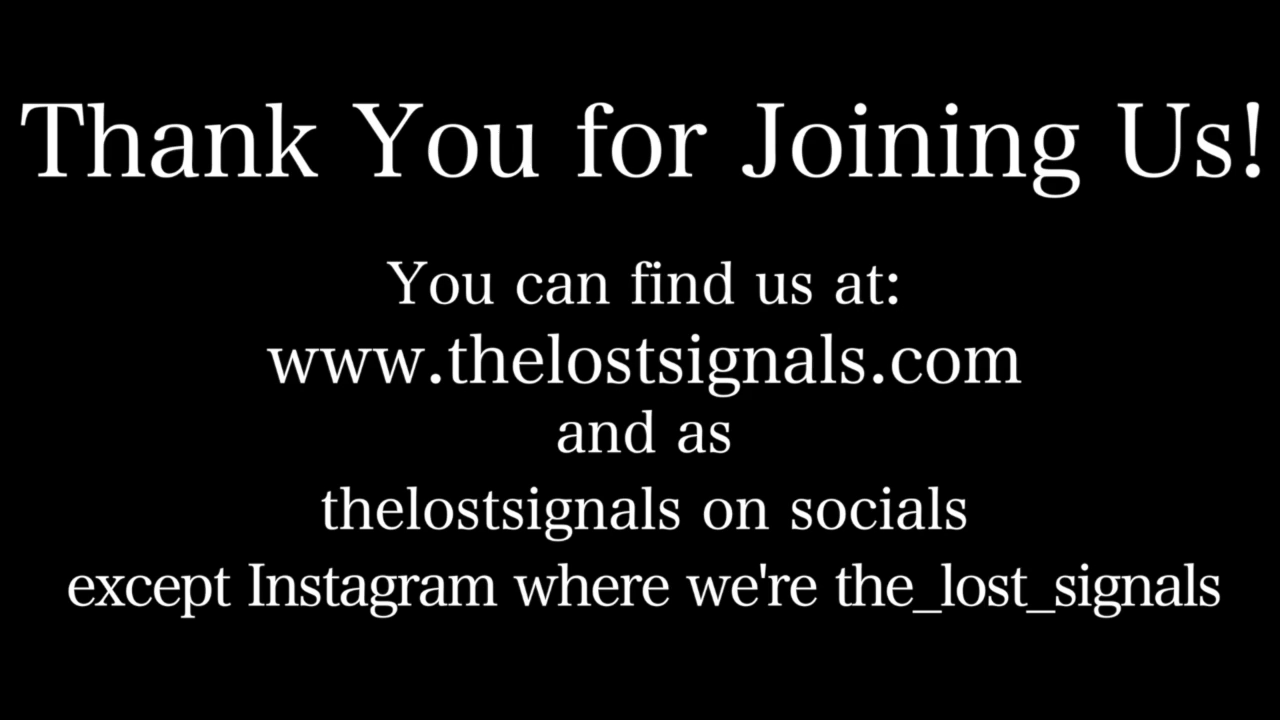 Thank You for Joining Us!
You can find us at:
www.thelostsignals.com
and as
thelostsignals on socials
except Instagram where we're the_lost_signals